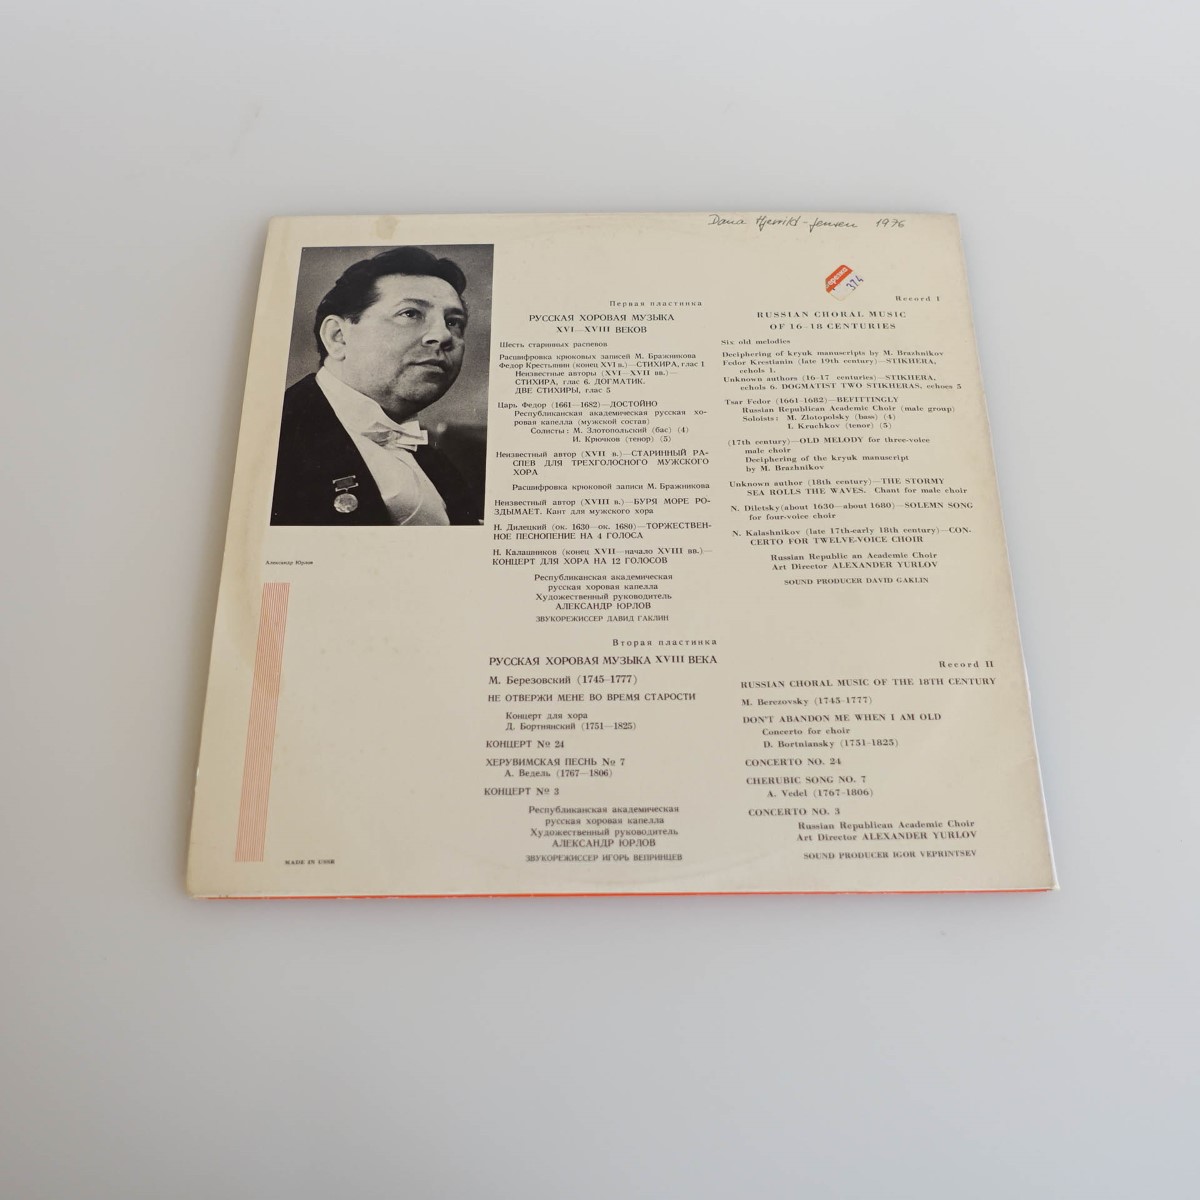 Dana 1976
374
Первая пластинка
РУССКАЯ ХОРОВАЯ МУЗЫКА
XVI—XVIII ВЕКОВ
Шесть старинных распевов
Расшифровка крюковых записей М. Бражникова
Федор Крестьянин (конец XVI в.)—СТИХИРА, глас 1
Неизвестные авторы (XVI—XVII вв.)—
СТИХИРА, глас 6. ДОГМАТИК.
ДВЕ СТИХИРЫ, глас 5
Царь Федор (1661—1682)—ДОСТОЙНО
Республиканская академическая русская хо-
ровая капелла (мужской состав)
Солисты: М. Злотопольский (бас) (4)
И. Крючков (тенор) (5)
Неизвестный автор (XVII в.)—СТАРИННЫЙ РА-
СПЕВ ДЛЯ ТРЕХГОЛОСНОГО МУЖСКОГО
ХОРА
Расшифровка крюковой записи М. Бражникова
Неизвестный автор (XVIII в.)—БУРЯ МОРЕ РО-
ЗДЫМАЕТ. Кант для мужского хора
Н. Дилецкий (ок. 1630—ок. 1680)—ТОРЖЕСТВЕН-
НОЕ ПЕСНОПЕНИЕ НА 4 ГОЛОСА
Н. Калашников (конец XVII—начало XVIII вв.)—
КОНЦЕРТ ДЛЯ ХОРА НА 12 ГОЛОСОВ
Республиканская академическая
русская хоровая капелла
Художественный руководитель
АЛЕКСАНДР ЮРЛОВ
ЗВУКОРЕЖИССЕР ДАВИД ГАКЛИН
Record I
RUSSIAN CHORAL MUSIC
OF 16–18 CENTURIES
Six old melodies
Deciphering of kryuk manuscripts by M. Brazhnikov
Fedor Krestianin (late 19th century)—STIKHERA,
echols 1.
Unknown authors (16-17 centuries)—STIKHERA,
echola 6. DOGMATIST TWO STIKHERAS, echoes 5
Tsar Fedor (1661-1682)—BEFITTINGLY
Russian Republican Academic Choir (male group)
Soloists: M. Zlotopolsky (bass) (4)
I. Kruchkov (tenor) (5)
(17th century)—OLD MELODY for three-voice
male choir
Deciphering of the kryuk manuscript
by M. Brazhnikov
Unknown author (18th century)—THE STORMY
SEA ROLLS THE WAVES. Chant for male choir
N. Diletsky(about 1630—about 1680)—SOLEMN SONG
for four-voice choir
N. Kalashnikov (late 17th-early 18th century)—CON-
CERTO FOR TWELVE-VOICE CHOIR
Russian Republic an Academic Choir
Art Director ALEXANDER YURLOV
SOUND PRODUCER DAVID GAKLIN
Александр Юрлов
Вторая пластинка
РУССКАЯ ХОРОВАЯ МУЗЫКА XVIII ВЕКА
М. Березовский (1745–1777)
НЕ ОТВЕРЖИ МЕНЕ ВО ВРЕМЯ СТАРОСТИ
Концерт для хора
Д. Бортнянский (1751—1825)
КОНЦЕРТ № 24
ХЕРУВИМСКАЯ ПЕСНЬ № 7
А. Ведель (1767—1806)
КОНЦЕРТ № 3
Республиканская академическая
русская хоровая капелла
Художественный руководитель
АЛЕКСАНДР ЮРЛОВ
ЗВУКОРЕЖИССЕР ИГОРЬ ВЕПРИНЦЕВ
Record II
RUSSIAN CHORAL MUSIC OF THE 18TH CENTURY
M. Berezovsky (1745-1777)
DON'T ABANDON ME WHEN I AM OLD
Concerto for choir
D. Bortniansky (1751-1825)
CONCERTO NO. 24
CHERUBIC SONG NO. 7
A. Vedel (1767-1806)
CONCERTO NO. 3
Russian Republican Academic Choir
Art Director ALEXANDER YURLOV
SOUND PRODUCER IGOR VEPRINTSEV
MADE IN USSR